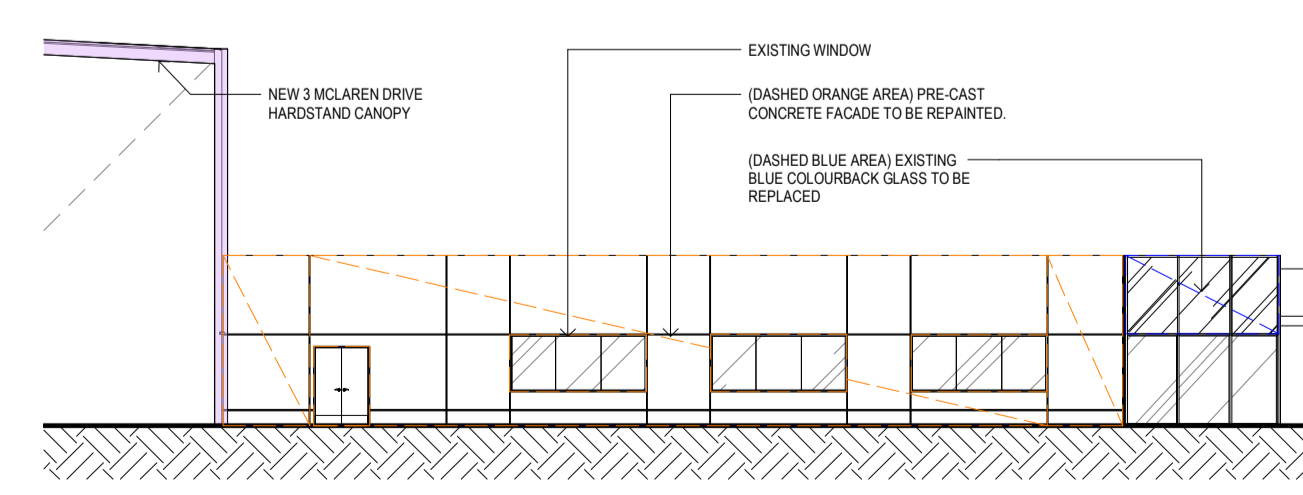 EXISTING WINDOW
NEW 3 MCLAREN DRIVE
HARDSTAND CANOPY
(DASHED ORANGE AREA) PRE-CAST
CONCRETE FACADE TO BE REPAINTED.
(DASHED BLUE AREA) EXISTING
BLUE COLOURBACK GLASS TO BE
REPLACED